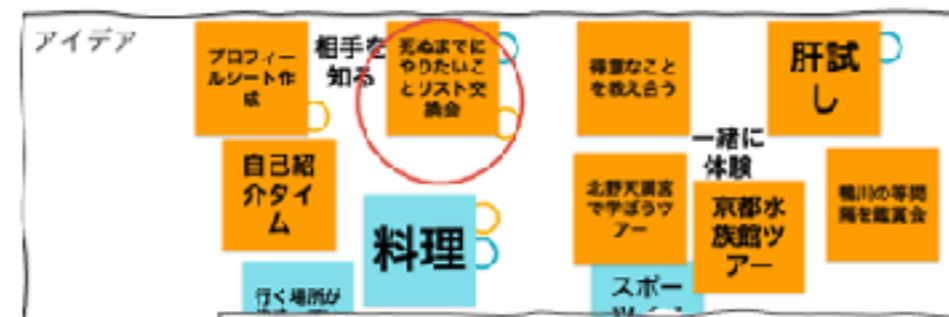 アイデア
プロフィー
ルシート作
成
相手を
知る
死ぬまでに
やりたいこ
とリスト交
換会
得意なこと
を教え合う
肝試
し
自己紹
介タイ
ム
料理
一緒に
体験
北野天満宮
で学ぼうツ
アー
京都水
族館ツ
アー
鴨川の等間
隔を鑑賞会
行く場所が
スポー